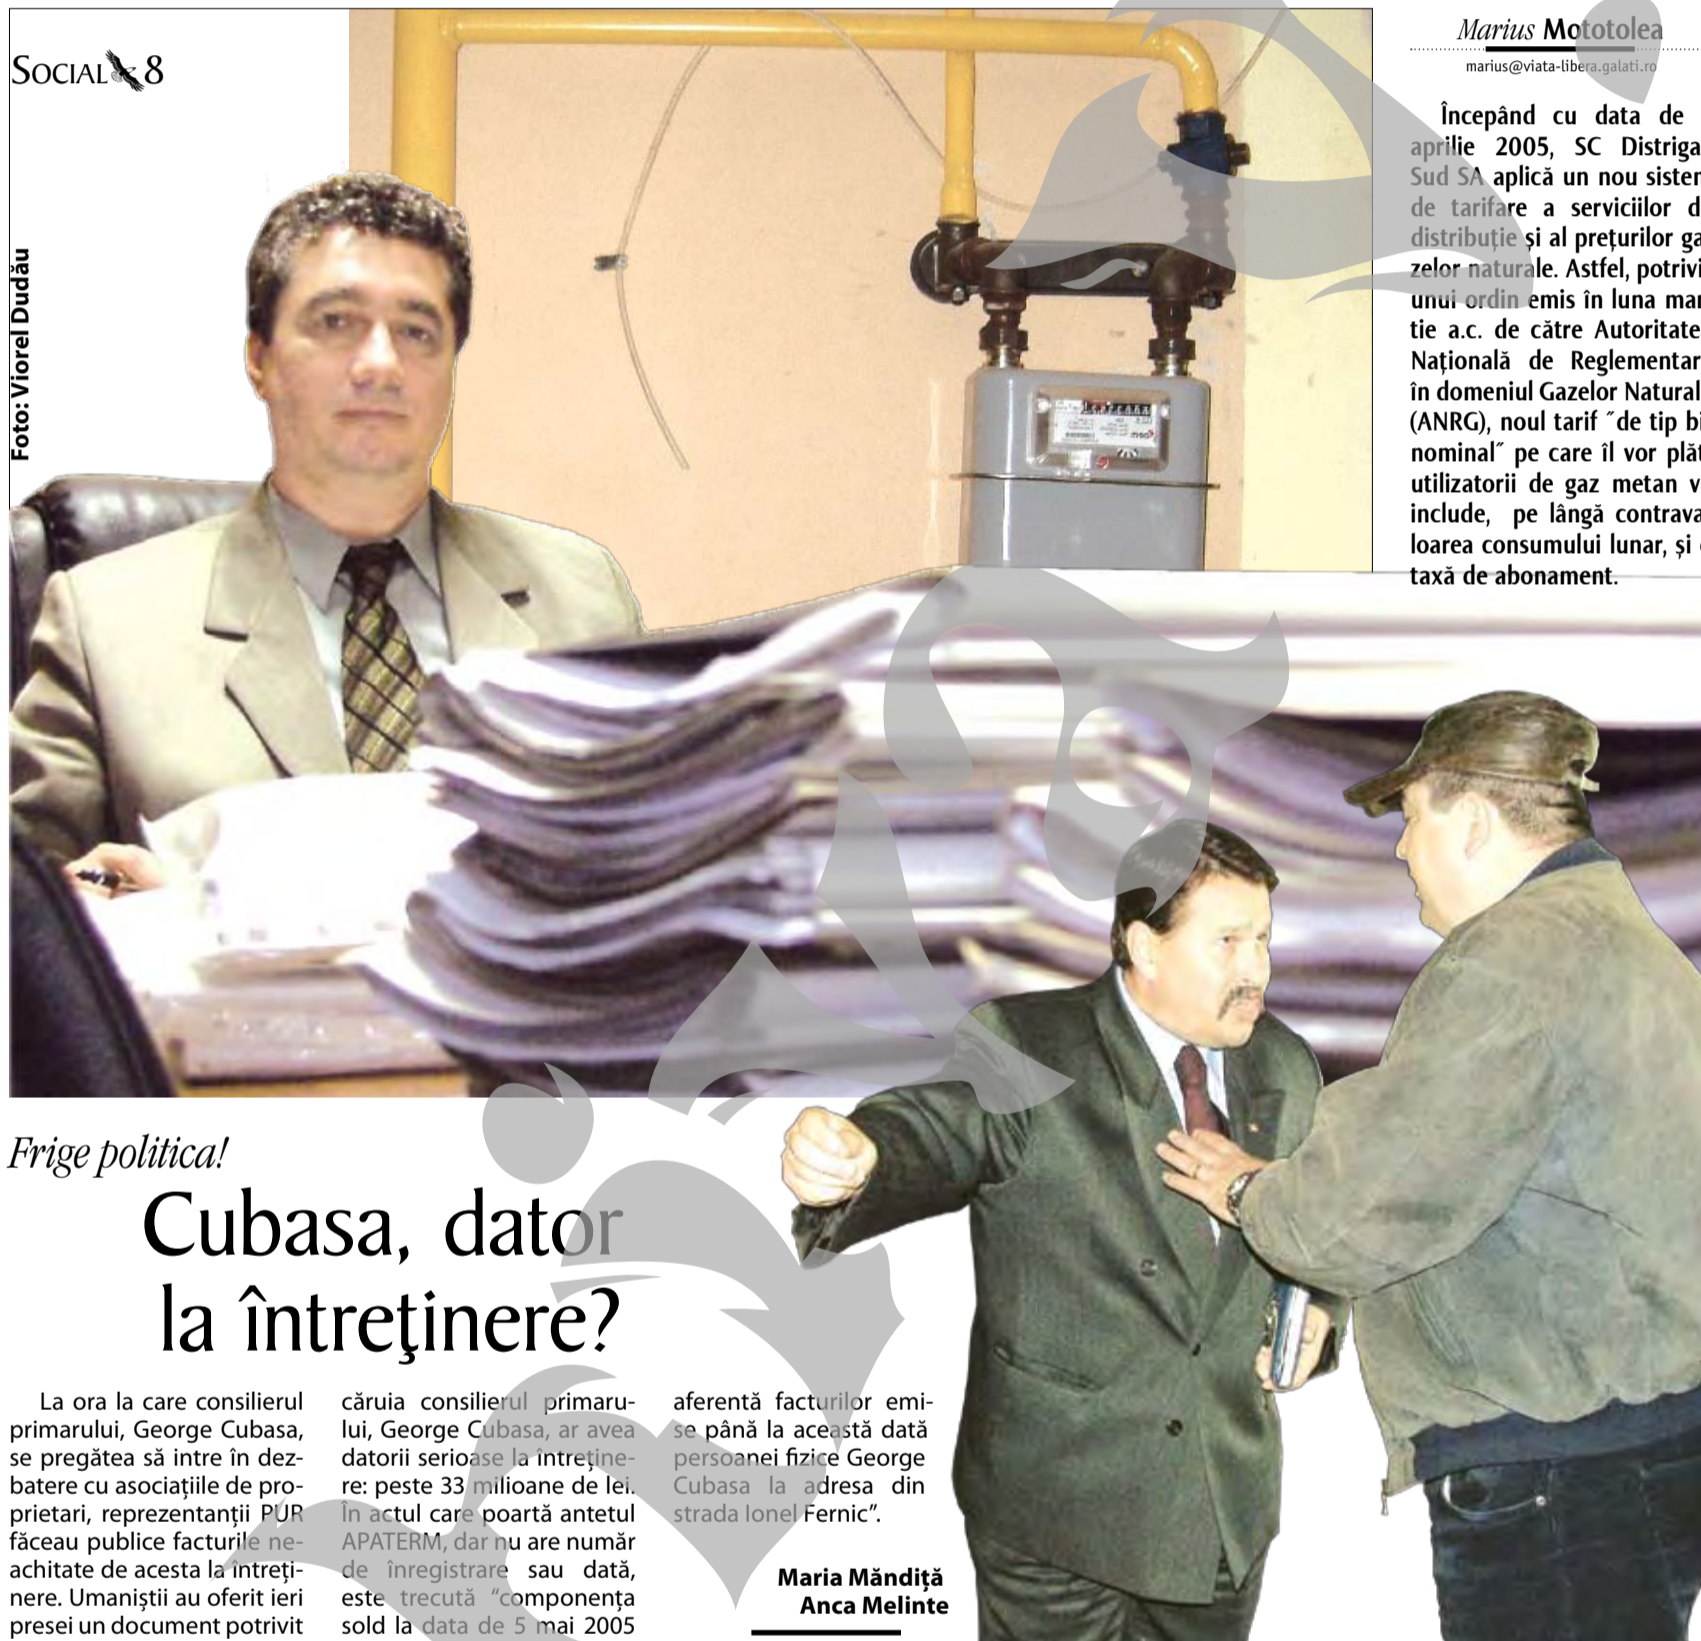 SOCIAL 8
Foto: Viorel Dudău
Marius Mototolea
marius@viata-libera.galati.ro
Începând cu data de
aprilie 2005, SC Distriga
Sud SA aplică un nou sistem
de tarifare a serviciilor d
distribuție și al prețurilor ga
zelor naturale. Astfel, potrivi
unui ordin emis în luna mar
tie a.c. de către Autoritate
Națională de Reglementar
în domeniul Gazelor Natural
(ANRG), noul tarif ˝de tip bi
nominal˝ pe care îl vor plăt
utilizatorii de gaz metan v
include, pe lângă contrava
loarea consumului lunar, și
taxă de abonament.
Frige politica!
Cubasa, dator
la întreţinere?
La ora la care consilierul
primarului, George Cubasa,
se pregătea să intre în dez-
batere cu asociațiile de pro-
prietari, reprezentanții PUR
făceau publice facturile ne-
achitate de acesta la întreți-
nere. Umaniștii au oferit ieri
presei un document potrivit
căruia consilierul primaru-
lui, George Cubasa, ar avea
datorii serioase la întreține-
re: peste 33 milioane de lei.
În actul care poartă antetul
APATERM, dar nu are număr
de înregistrare sau dată,
este trecută “componența
sold la data de 5 mai 2005
aferentă facturilor emi-
se până la această dată
persoanei fizice George
Cubasa la adresa din
strada Ionel Fernic”.
Maria Măndiță
Anca Melinte